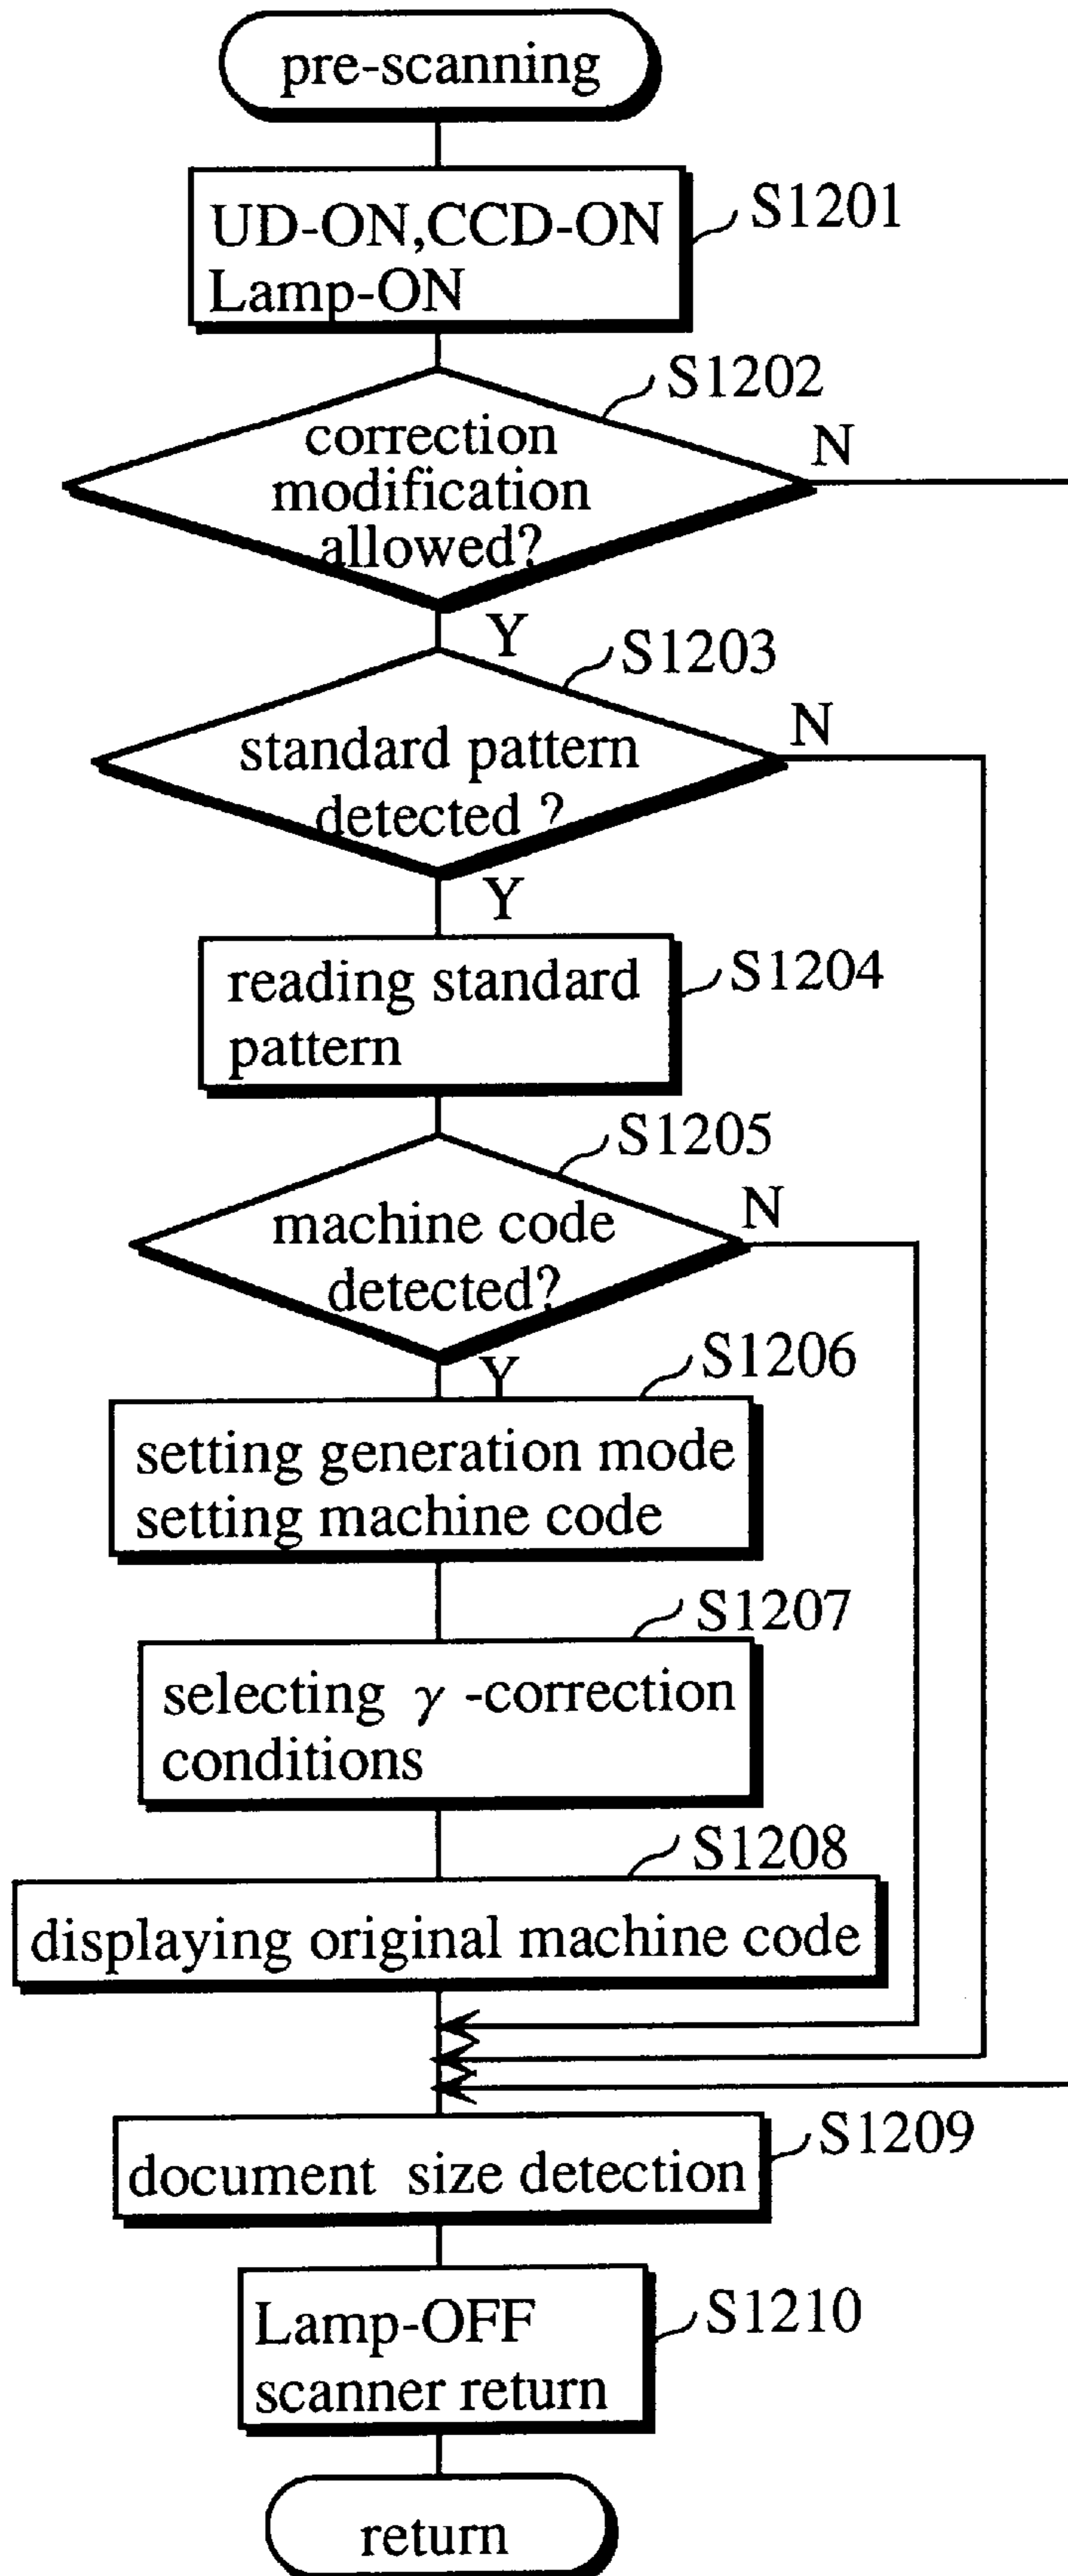 pre-scanning
UD-ON,CCD-ON
Lamp-ON
S1201
correction
modification
allowed?
S1202
N
Y
standard pattern
detected ?
S1203
N
Y
reading standard
pattern
S1204
machine code
detected?
S1205
N
Y
setting generation mode
setting machine code
S1206
selecting γ -correction
conditions
S1207
displaying original machine code
S1208
document size detection
S1209
Lamp-OFF
scanner return
S1210
return